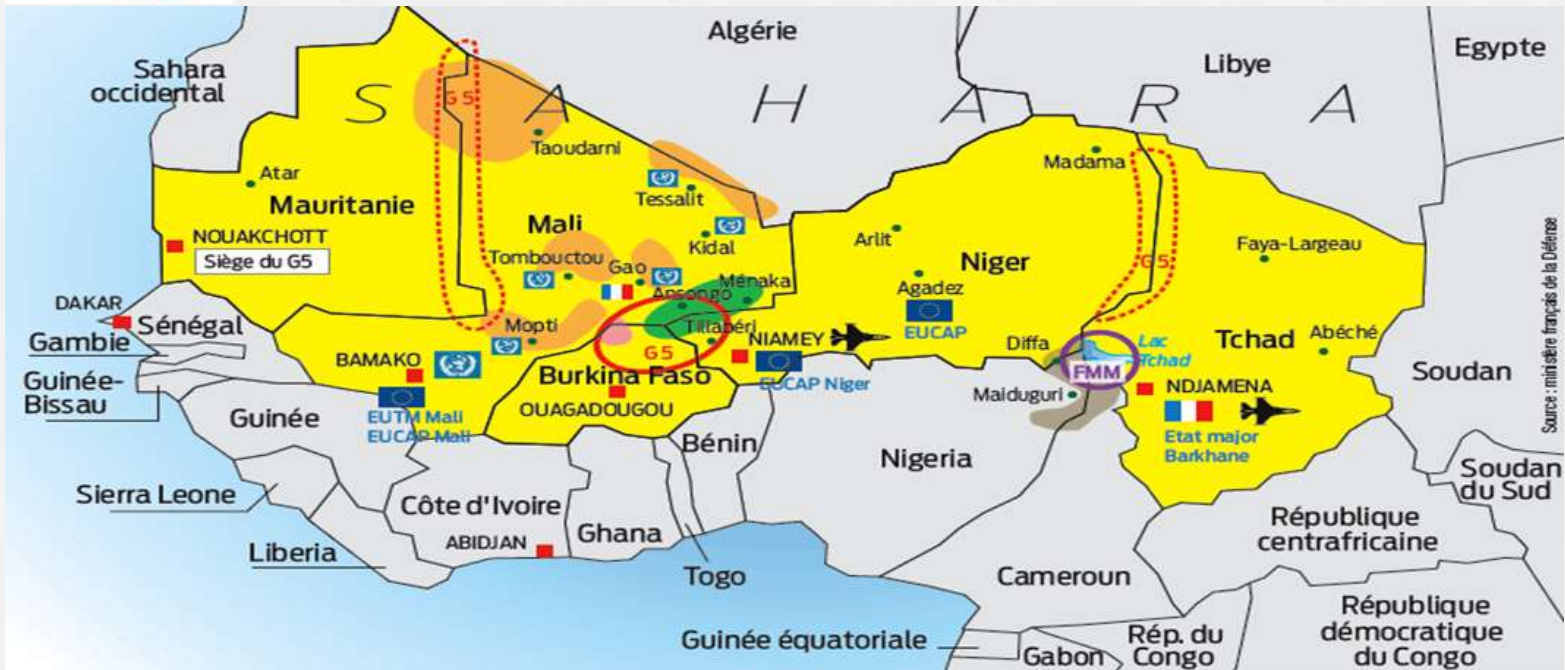 Algérie
Libye
Egypte
Sahara
occidental
S A H A R A
G 5
Taoudarni
Madama
Atar
Mauritanie
Tessalit
Mali
Kidal
Arlit
Niger
Faya-Largeau
NOUAKCHOTT
Siège du G5
Tombouctou
Gao
Ménaka
Ansongo
Agadez
EUCAP
G 5
DAKAR
Sénégal
Gambie
Mopti
Tillabéri
NIAMEY
EUCAP Niger
G 5
Diffa
Lac
Tchad
FMM
Tchad
Abéché
BAMAKO
EUTM Mali
EUCAP Mali
Burkina Faso
OUAGADOUGOU
Maiduguri
NDJAMENA
Etat major
Barkhane
Soudan
Source : ministère français de la Défense
Guinée-
Bissau
Guinée
Bénin
Nigeria
Soudan
du Sud
Sierra Leone
Côte d'Ivoire
Ghana
République
centrafricaine
Liberia
ABIDJAN
Togo
Cameroun
Guinée équatoriale
Gabon
Rép. du
Congo
République
démocratique
du Congo